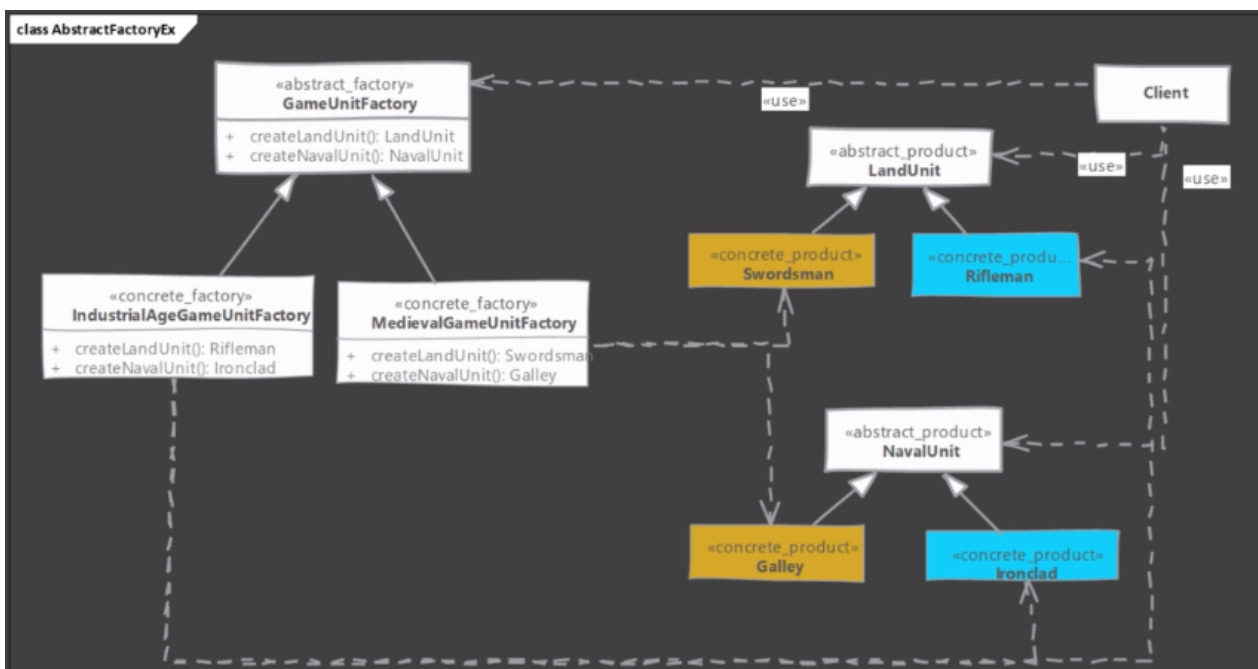 class AbstractFactoryEx
«abstract_factory»
GameUnitFactory
+ createLandUnit(): LandUnit
+ createNavalUnit(): NavalUnit
«use»
Client
«abstract_product»
LandUnit
«use»
«use»
«concrete_product»
Swordsman
«concrete_produ...
Rifleman
«concrete_factory»
IndustrialAgeGameUnitFactory
+ createLandUnit(): Rifleman
+ createNavalUnit(): Ironclad
«concrete_factory»
MedievalGameUnitFactory
+ createLandUnit(): Swordsman
+ createNavalUnit(): Galley
«abstract_product»
NavalUnit
«concrete_product»
Galley
«concrete_product»
Ironclad